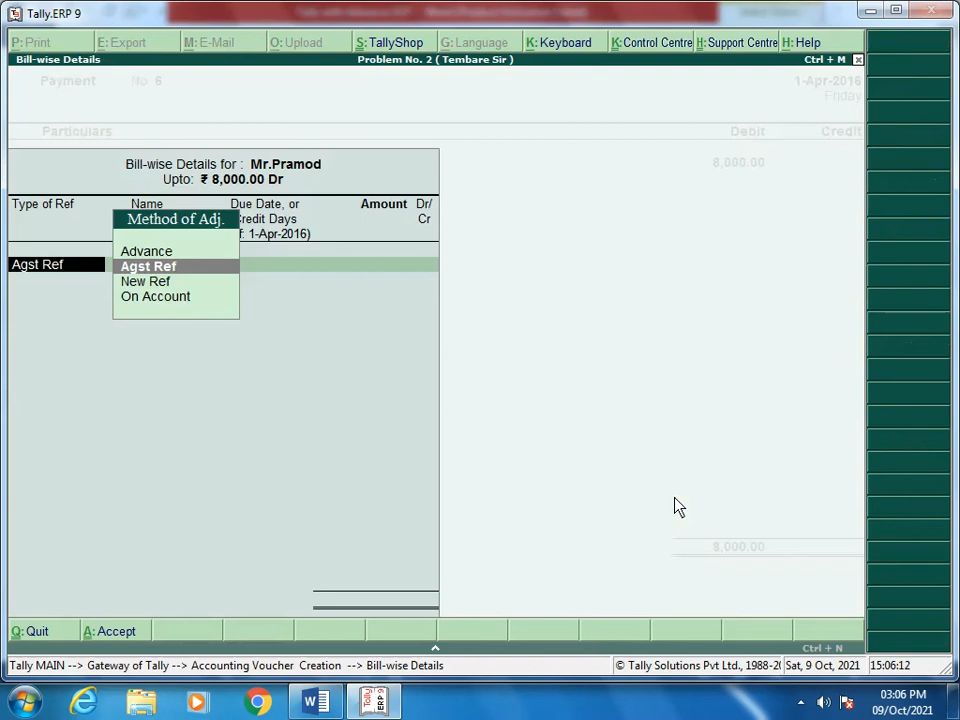 Tally.ERP 9
P: Print E: Export M: E-Mail O: Upload S: TallyShop G: Language K: Keyboard K: Control Centre H: Support Centre H: Help
Bill-wise Details Problem No. 2 ( Tembare Sir ) Ctrl + M
Payment No 6 1-Apr-2016
Friday
Particulars Debit Credit
Bill-wise Details for : Mr.Pramod 8,000.00
Upto: ₹ 8,000.00 Dr
Type of Ref Name Due Date, or Amount Dr/
Method of Adj. Credit Days Cr
f: 1-Apr-2016)
Advance
Agst Ref Agst Ref
New Ref
On Account
8,000.00
Q: Quit A: Accept
Ctrl + N
Tally MAIN --> Gateway of Tally --> Accounting Voucher Creation --> Bill-wise Details © Tally Solutions Pvt Ltd., 1988-20 Sat, 9 Oct, 2021 15:06:12
03:06 PM
09/Oct/2021